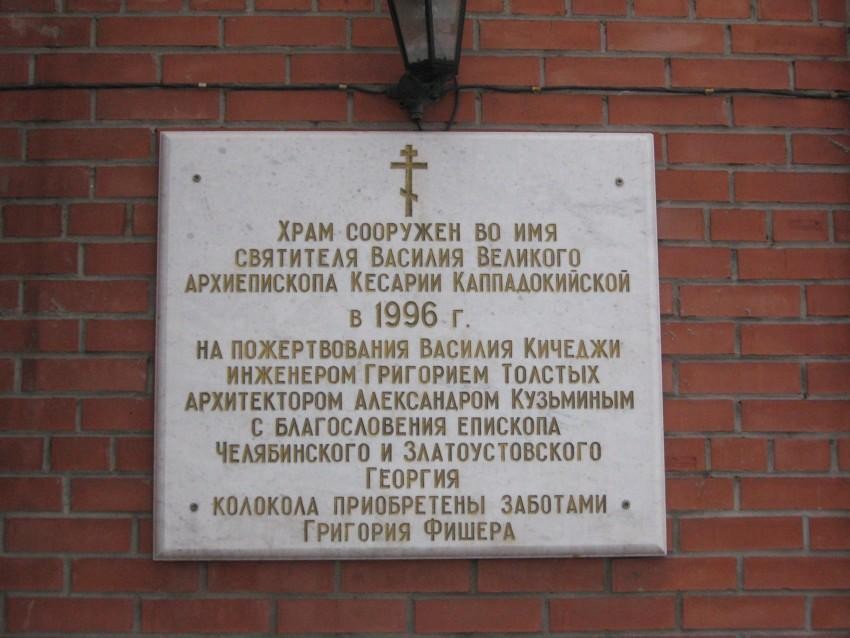 Храм сооружен во имя
святителя Василия Великого
архиепископа Кесарии Каппадокийской
в 1996 г.
на пожертвования Василия Кичеджи
инженером Григорием Толстых
архитектором Александром Кузьминым
с благословения епископа
Челябинского и Златоустовского
Георгия
колокола приобретены заботами
Григория Фишера